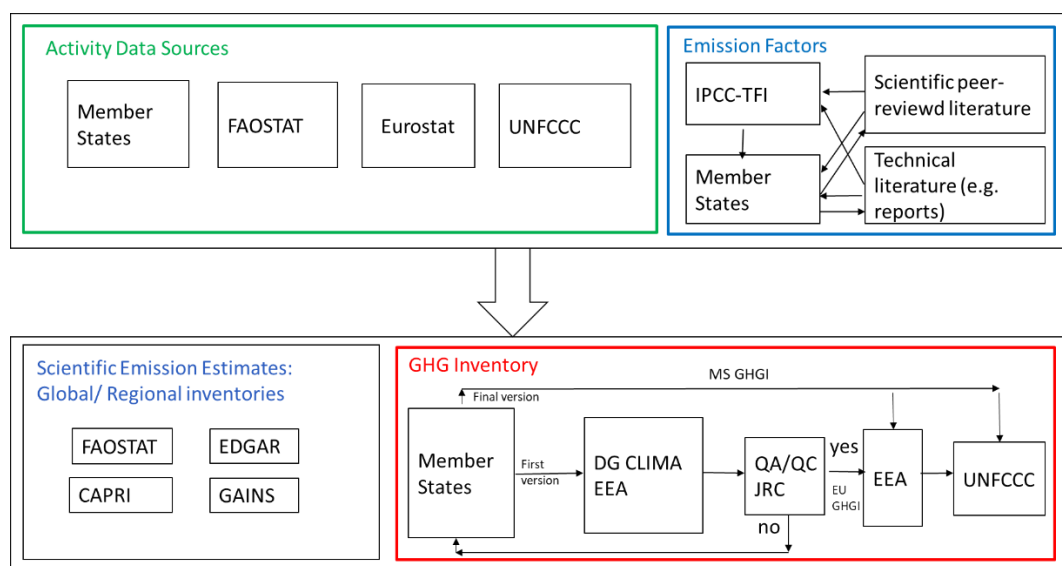 Activity Data Sources
Member
States
FAOSTAT
Eurostat
UNFCCC
Emission Factors
IPCC-TFI
Scientific peer-
reviewd literature
Member
States
Technical
literature (e.g.
reports)
Scientific Emission Estimates:
Global/ Regional inventories
FAOSTAT
EDGAR
CAPRI
GAINS
GHG Inventory
MS GHGI
Final version
Member
States
First
version
DG CLIMA
EEA
QA/QC
JRC
yes
EU
GHGI
no
EEA
UNFCCC